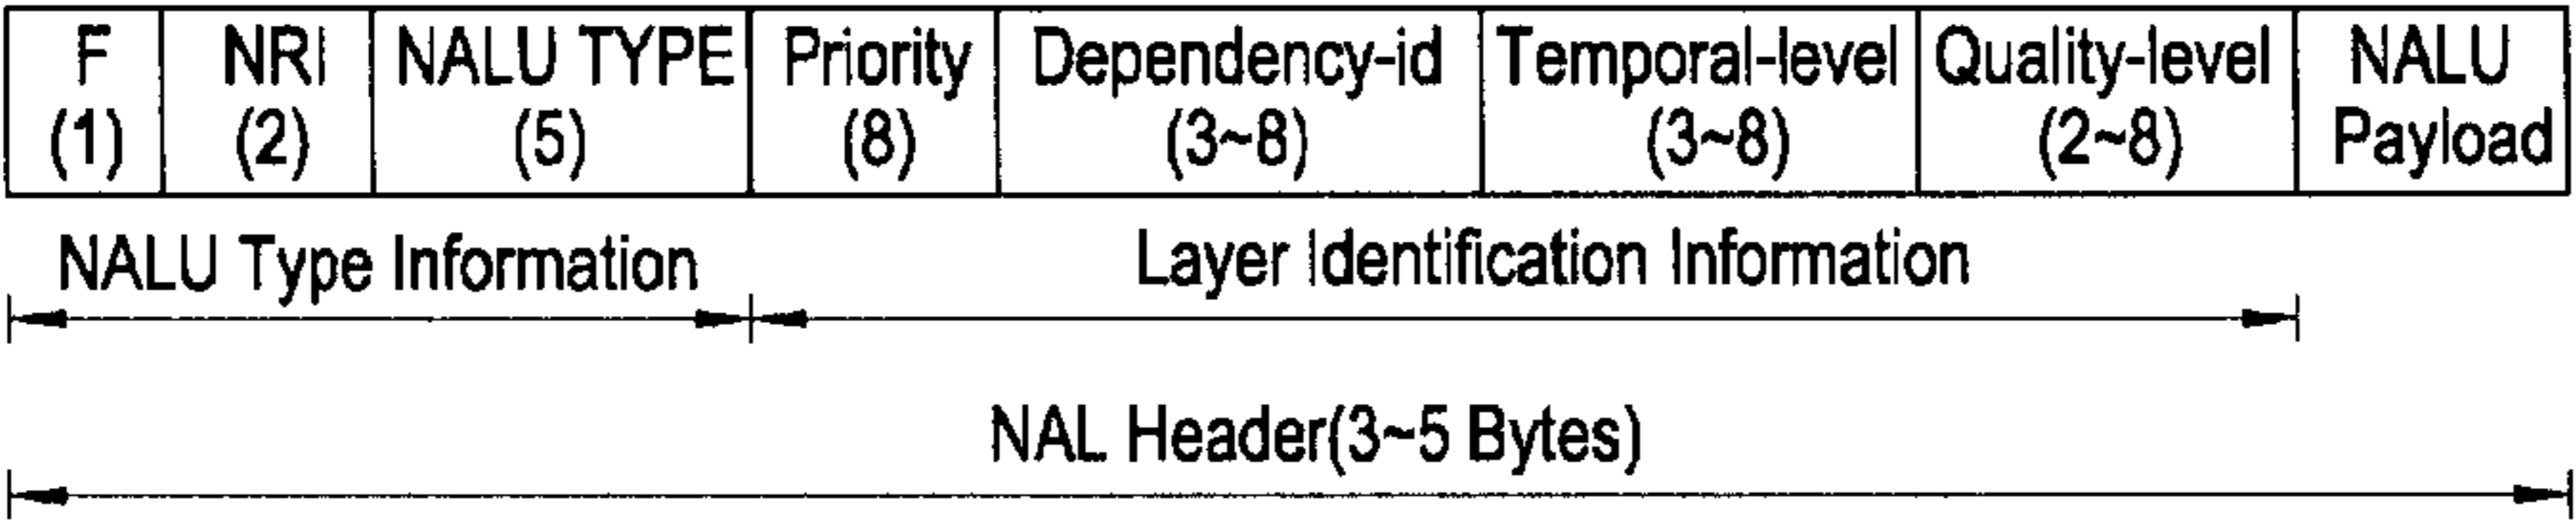 F NRI NALU TYPE Priority Dependency-id Temporal-level Quality-level NALU
(1) (2) (5) (8) (3~8) (3~8) (2~8) Payload
NALU Type Information Layer Identification Information
NAL Header(3~5 Bytes)